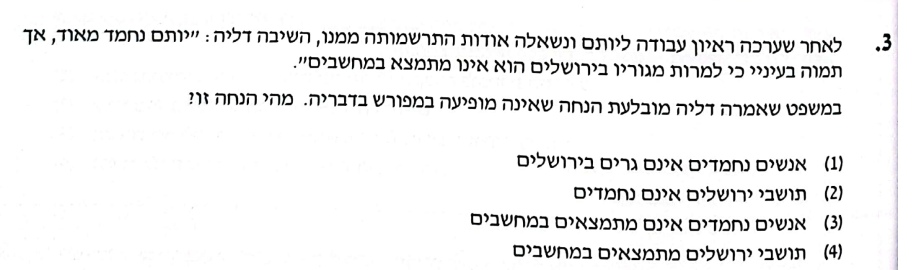 3. לאחר שערכה ראיון עבודה ליותם ונשאלה אודות התרשמותה ממנו, השיבה דליה: "יותם נחמד מאוד, אך
תמוה בעיניי כי למרות מגוריו בירושלים הוא אינו מתמצא במחשבים".
במשפט שאמרה דליה מובלעת הנחה שאינה מופיעה במפורש בדבריה. מהי הנחה זו?
(1) אנשים נחמדים אינם גרים בירושלים
(2) תושבי ירושלים אינם נחמדים
(3) אנשים נחמדים אינם מתמצאים במחשבים
(4) תושבי ירושלים מתמצאים במחשבים